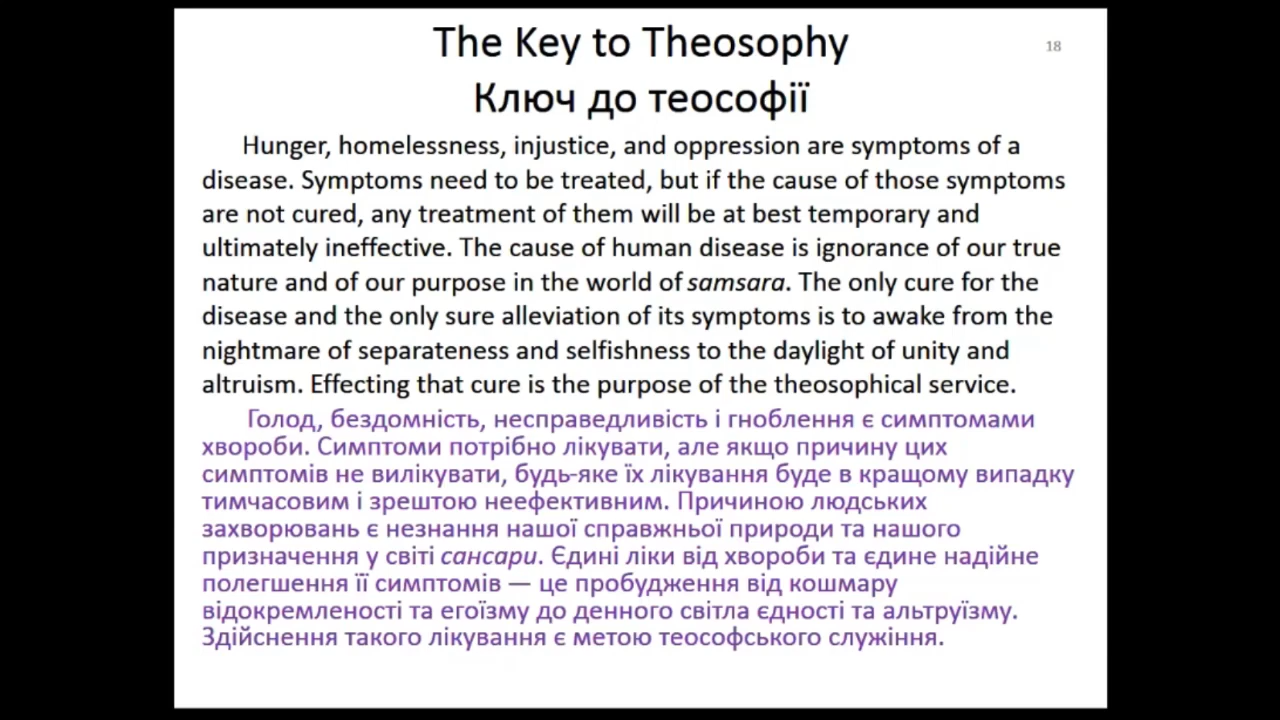 The Key to Theosophy
18
Ключ до теософії
Hunger, homelessness, injustice, and oppression are symptoms of a
disease. Symptoms need to be treated, but if the cause of those symptoms
are not cured, any treatment of them will be at best temporary and
ultimately ineffective. The cause of human disease is ignorance of our true
nature and of our purpose in the world of samsara. The only cure for the
disease and the only sure alleviation of its symptoms is to awake from the
nightmare of separateness and selfishness to the daylight of unity and
altruism. Effecting that cure is the purpose of the theosophical service.
Голод, бездомність, несправедливість і гноблення є симптомами
хвороби. Симптоми потрібно лікувати, але якщо причину цих
симптомів не вилікувати, будь-яке їх лікування буде в кращому випадку
тимчасовим і зрештою неефективним. Причиною людських
захворювань є незнання нашої справжньої природи та нашого
призначення у світі сансари. Єдині ліки від хвороби та єдине надійне
полегшення її симптомів — це пробудження від кошмару
відокремленості та егоїзму до денного світла єдності та альтруїзму.
Здійснення такого лікування є метою теософського служіння.